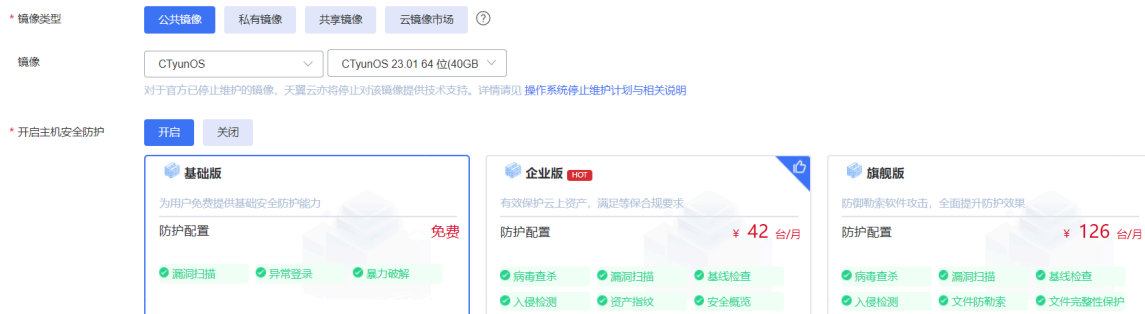 * 镜像类型 公共镜像 私有镜像 共享镜像 云镜像市场 ?
镜像 CTyunOS CTyunOS 23.01 64 位(40GB
对于官方已停止维护的镜像，天翼云亦将停止对该镜像提供技术支持。详情请见 操作系统停止维护计划与相关说明
* 开启主机安全防护 开启 关闭
基础版
为用户免费提供基础安全防护能力
防护配置 免费
漏洞扫描 异常登录 暴力破解
企业版 HOT
有效保护云上资产，满足等保合规要求
防护配置 ¥ 42 台/月
病毒查杀 漏洞扫描 基线检查
入侵检测 资产指纹 安全概览
旗舰版
防御勒索软件攻击，全面提升防护效果
防护配置 ¥ 126 台/月
病毒查杀 漏洞扫描 基线检查
入侵检测 文件防勒索 文件完整性保护